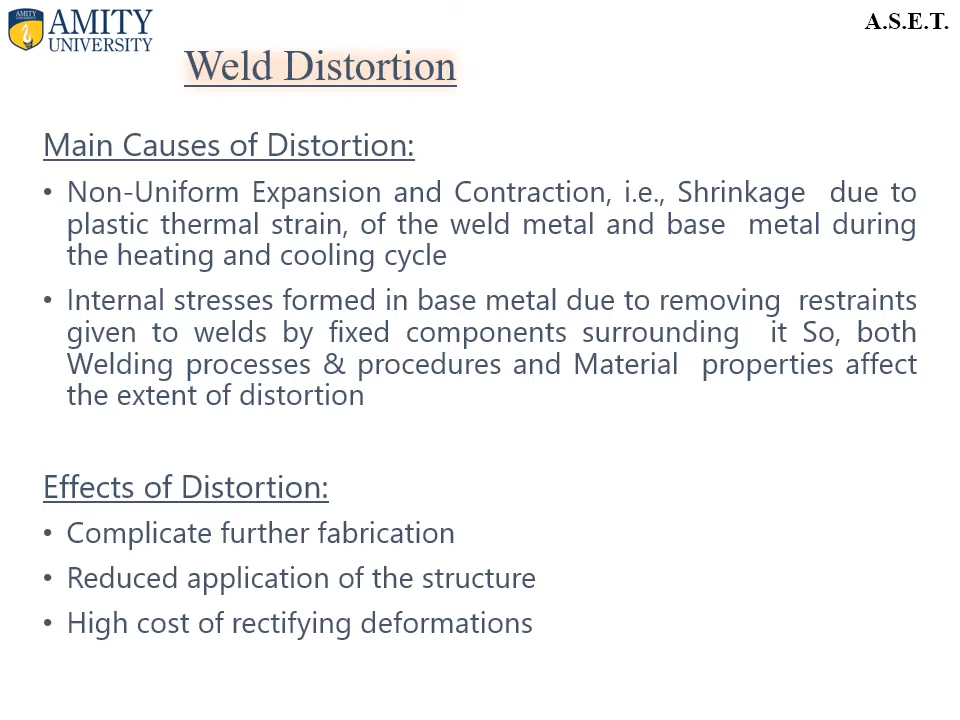 AMITY
UNIVERSITY
A.S.E.T.
Weld Distortion
Main Causes of Distortion:
• Non-Uniform Expansion and Contraction, i.e., Shrinkage due to
plastic thermal strain, of the weld metal and base metal during
the heating and cooling cycle
• Internal stresses formed in base metal due to removing restraints
given to welds by fixed components surrounding it So, both
Welding processes & procedures and Material properties affect
the extent of distortion
Effects of Distortion:
• Complicate further fabrication
• Reduced application of the structure
• High cost of rectifying deformations